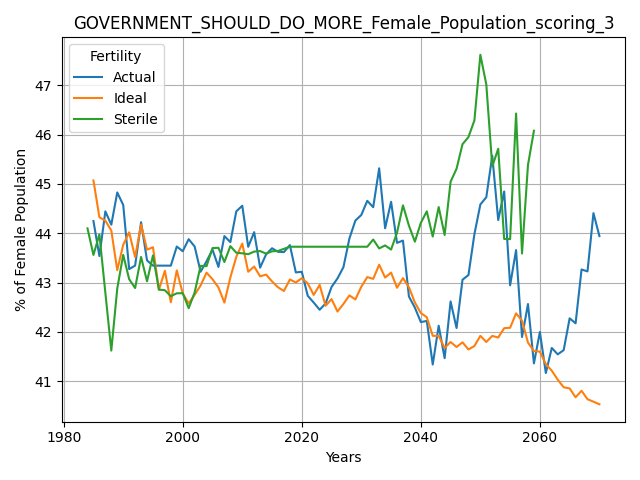 GOVERNMENT_SHOULD_DO_MORE_Female_Population_scoring_3
Fertility
Actual
Ideal
Sterile
% of Female Population
47
46
45
44
43
42
41
1980
2000
2020
2040
2060
Years